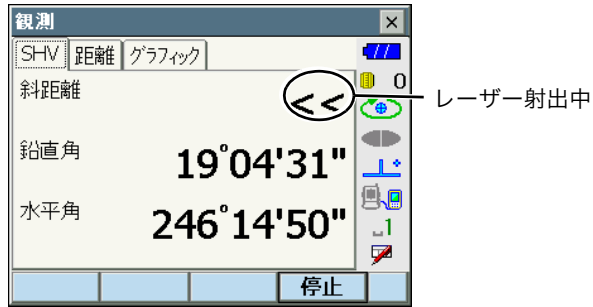 観測
SHV 距離 グラフィック
0
斜距離 <<
レーザー射出中
鉛直角 19°04'31"
水平角 246°14'50"
1
停止